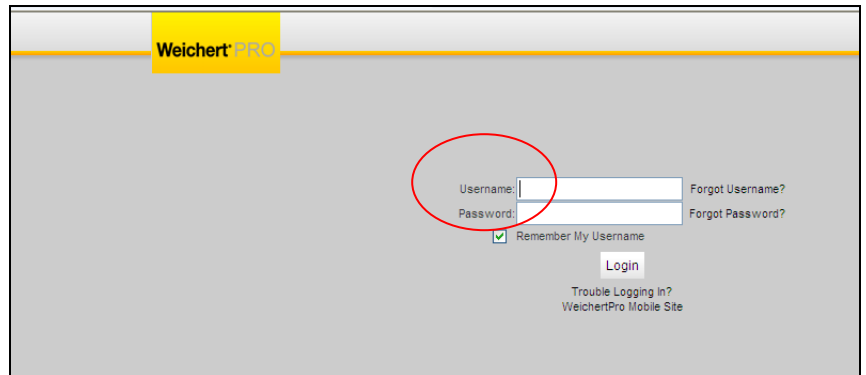 Weichert® PRO
Username: Forgot Username?
Password: Forgot Password?
Remember My Username
Login
Trouble Logging In?
WeichertPro Mobile Site